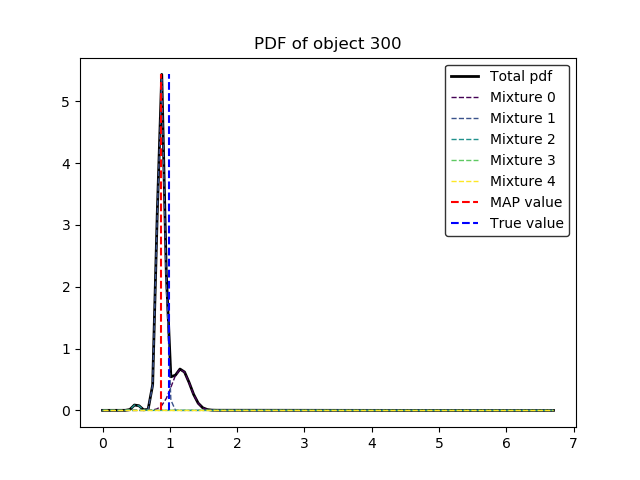 PDF of object 300
Total pdf
Mixture 0
Mixture 1
Mixture 2
Mixture 3
Mixture 4
MAP value
True value
5
4
3
2
1
0
0 1 2 3 4 5 6 7